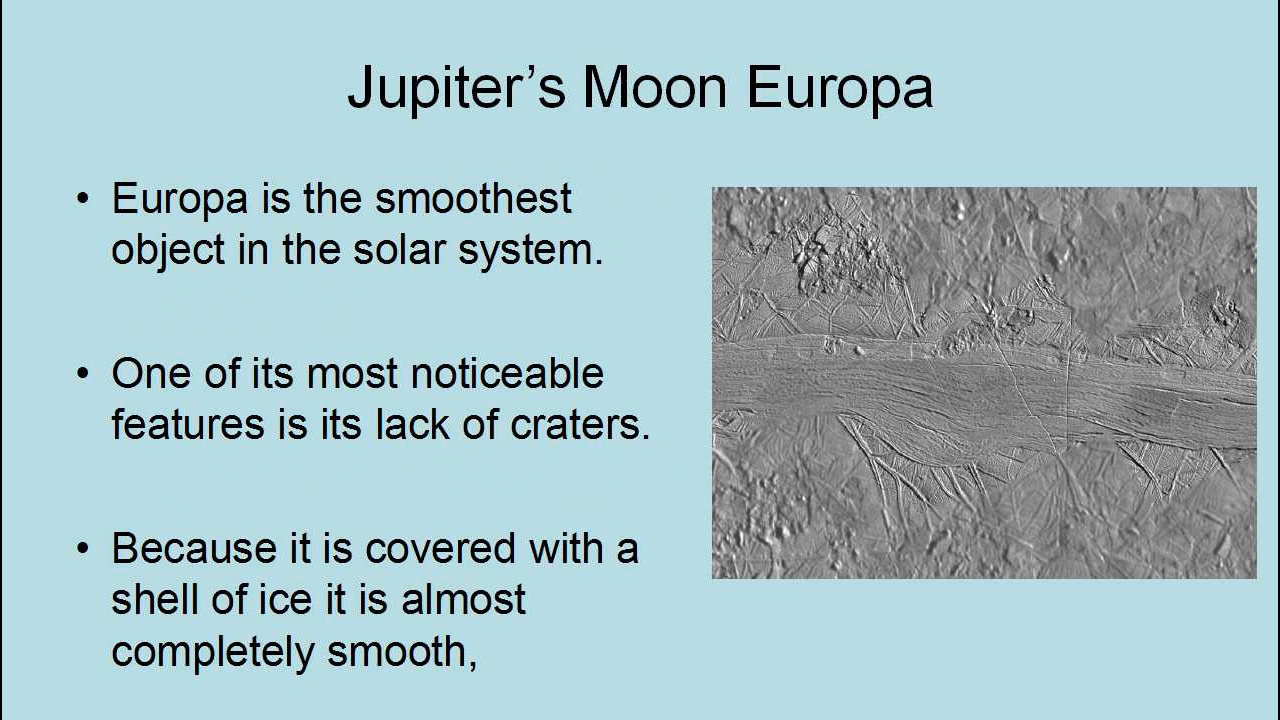 Jupiter’s Moon Europa
• Europa is the smoothest
object in the solar system.
• One of its most noticeable
features is its lack of craters.
• Because it is covered with a
shell of ice it is almost
completely smooth,